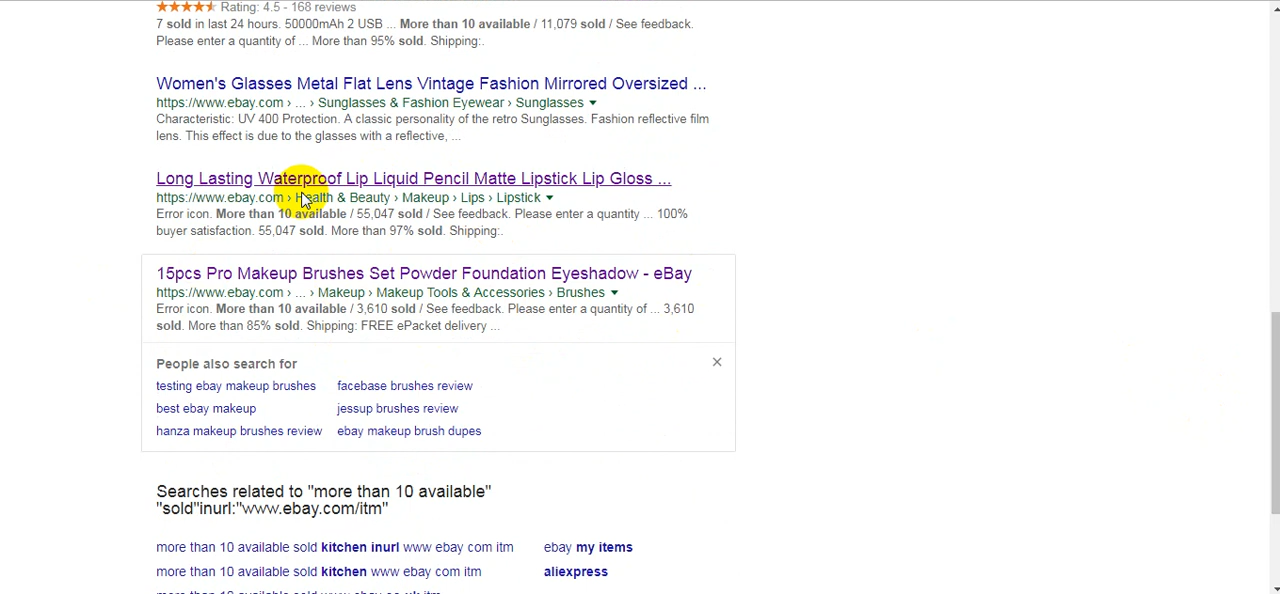 Rating: 4.5 - 168 reviews
7 sold in last 24 hours. 50000mAh 2 USB ... More than 10 available / 11,079 sold / See feedback.
Please enter a quantity of ... More than 95% sold. Shipping:.
Women's Glasses Metal Flat Lens Vintage Fashion Mirrored Oversized ...
https://www.ebay.com › ... › Sunglasses & Fashion Eyewear › Sunglasses
Characteristic: UV 400 Protection. A classic personality of the retro Sunglasses. Fashion reflective film
lens. This effect is due to the glasses with a reflective, ...
Long Lasting Waterproof Lip Liquid Pencil Matte Lipstick Lip Gloss ...
https://www.ebay.com › Health & Beauty › Makeup › Lips › Lipstick
Error icon. More than 10 available / 55,047 sold / See feedback. Please enter a quantity ... 100%
buyer satisfaction. 55,047 sold. More than 97% sold. Shipping:.
15pcs Pro Makeup Brushes Set Powder Foundation Eyeshadow - eBay
https://www.ebay.com › ... › Makeup › Makeup Tools & Accessories › Brushes
Error icon. More than 10 available / 3,610 sold / See feedback. Please enter a quantity of ... 3,610
sold. More than 85% sold. Shipping: FREE ePacket delivery ...
People also search for
testing ebay makeup brushes facebase brushes review
best ebay makeup jessup brushes review
hanza makeup brushes review ebay makeup brush dupes
Searches related to "more than 10 available"
"sold"inurl:"www.ebay.com/itm"
more than 10 available sold kitchen inurl www ebay com itm ebay my items
more than 10 available sold kitchen www ebay com itm aliexpress
more than 10 available sold www ebay co uk itm